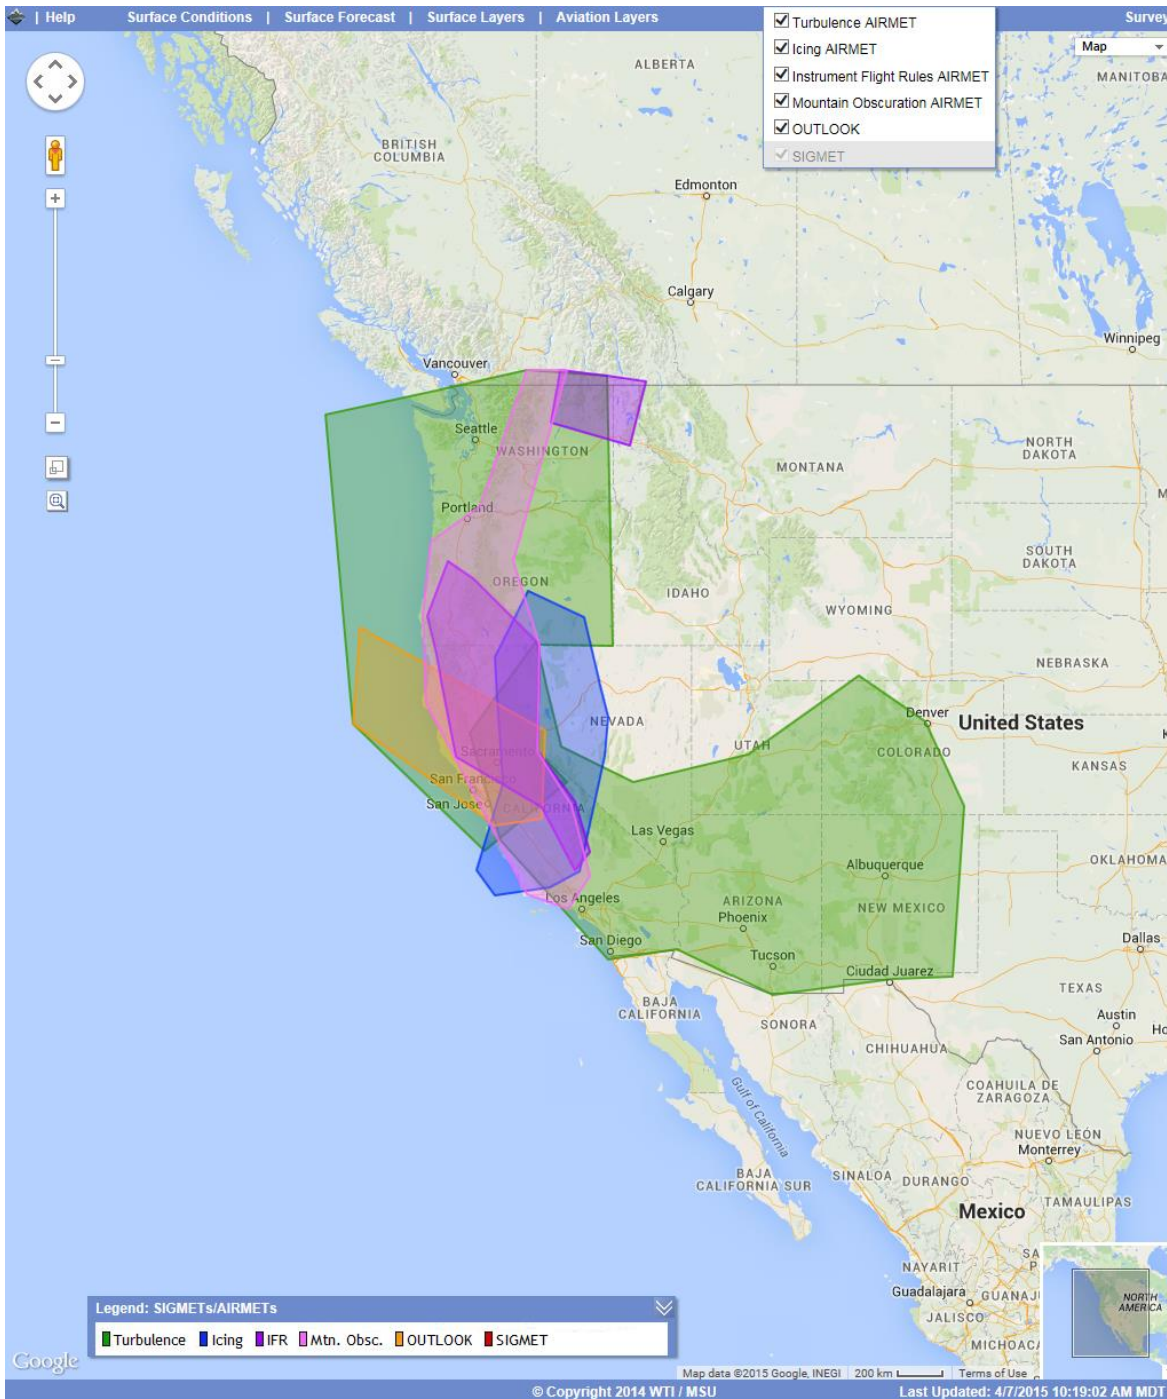 | Help
Surface Conditions | Surface Forecast | Surface Layers | Aviation Layers
Survey
Turbulence AIRMET
Icing AIRMET
Instrument Flight Rules AIRMET
Mountain Obscuration AIRMET
OUTLOOK
SIGMET
Map
ALBERTA
MANITOBA
BRITISH
COLUMBIA
Edmonton
Calgary
Winnipeg
Vancouver
Seattle
WASHINGTON
MONTANA
NORTH
DAKOTA
Portland
OREGON
IDAHO
SOUTH
DAKOTA
WYOMING
NEBRASKA
NEVADA
Denver
United States
UTAH
COLORADO
KANSAS
Sacramento
San Francisco
San Jose
CALIFORNIA
Las Vegas
Albuquerque
OKLAHOMA
Los Angeles
ARIZONA
Phoenix
NEW MEXICO
Dallas
San Diego
Tucson
Ciudad Juarez
TEXAS
BAJA
CALIFORNIA
SONORA
Austin
Ho
San Antonio
CHIHUAHUA
COAHUILA DE
ZARAGOZA
Gulf of California
NUEVO LEÓN
Monterrey
BAJA
CALIFORNIA SUR
SINALOA
DURANGO
TAMAULIPAS
Mexico
NAYARIT
SA
P
Guadalajara
GUANAJ
JALISCO
MICHOAC
NORTH
AMERICA
Legend: SIGMETs/AIRMETs
Turbulence Icing IFR Mtn. Obsc. OUTLOOK SIGMET
Google
Map data ©2015 Google, INEGI 200 km Terms of Use
© Copyright 2014 WTI / MSU
Last Updated: 4/7/2015 10:19:02 AM MDT